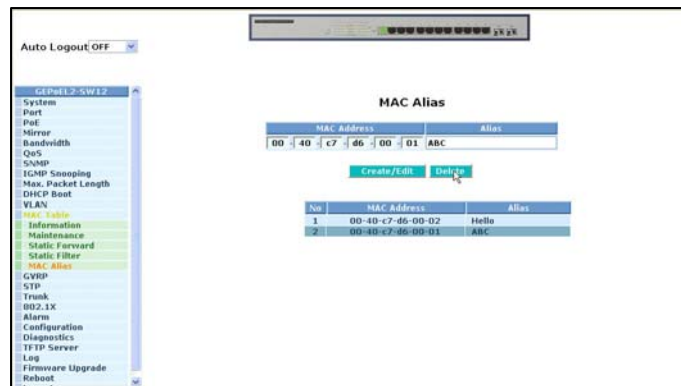 Auto Logout OFF
GEPoEL2-SW12
System
Port
PoE
Mirror
Bandwidth
QoS
SNMP
IGMP Snooping
Max. Packet Length
DHCP Boot
VLAN
MAC Table
Information
Maintenance
Static Forward
Static Filter
MAC Alias
GVRP
STP
Trunk
802.1X
Alarm
Configuration
Diagnostics
TFTP Server
Log
Firmware Upgrade
Reboot
MAC Alias
MAC Address Alias
00 - 40 - c7 - d6 - 00 - 01 ABC
Create/Edit Delete
No MAC Address Alias
1 00-40-c7-d6-00-02 Hello
2 00-40-c7-d6-00-01 ABC